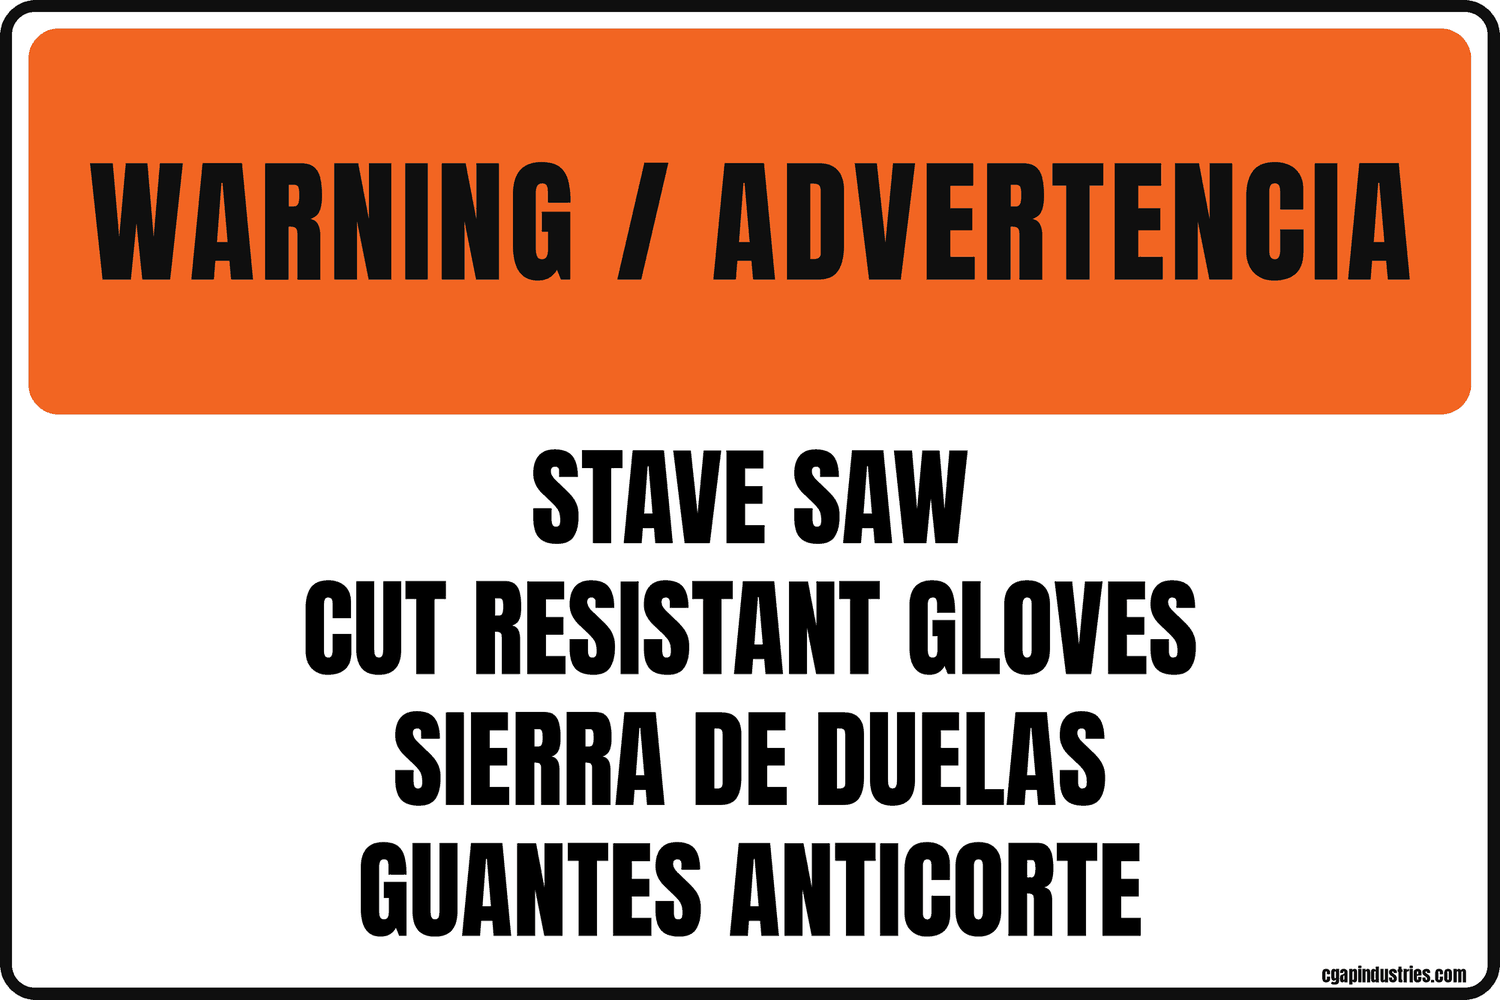 WARNING / ADVERTENCIA
STAVE SAW
CUT RESISTANT GLOVES
SIERRA DE DUELAS
GUANTES ANTICORTE
cgapindustries.com